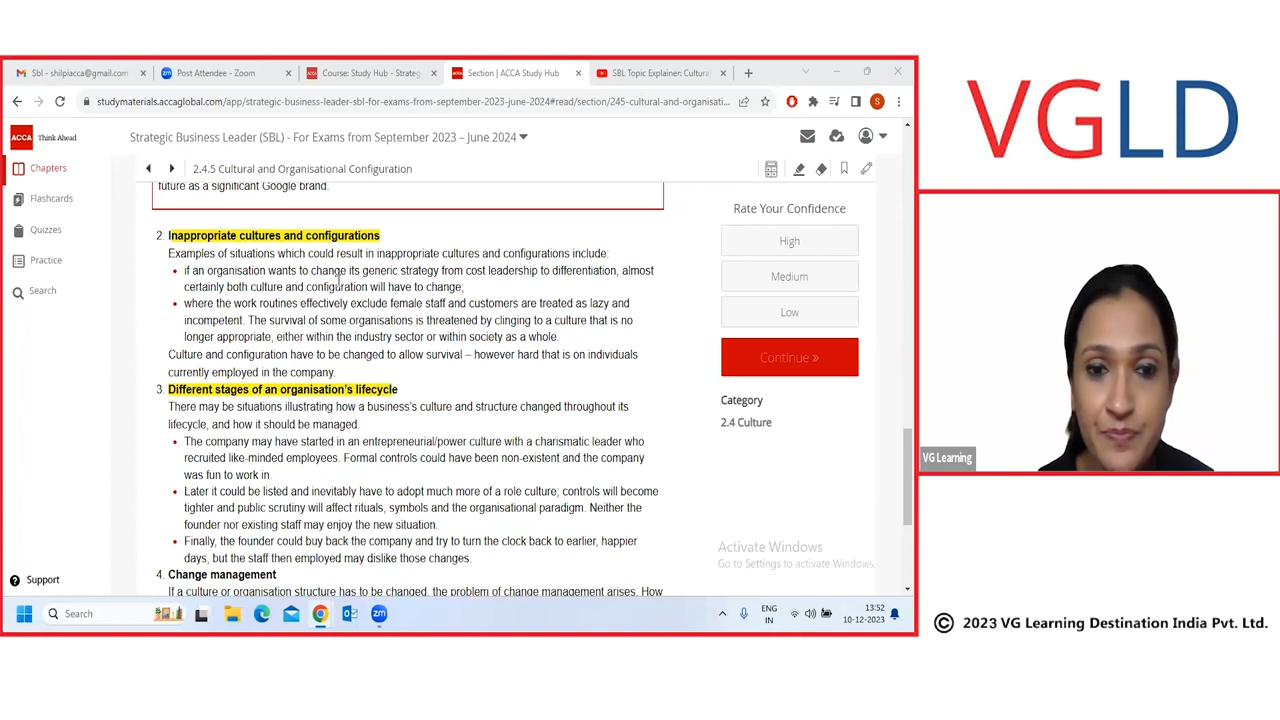 Sbl - shilpiacca@gmail.com
Post Attendee - Zoom
Course: Study Hub - Strateg
Section | ACCA Study Hub
SBL Topic Explainer: Cultura
studymaterials.accaglobal.com/app/strategic-business-leader-sbl-for-exams-from-september-2023-june-2024#read/section/245-cultural-and-organisati...
S
ACCA
Think Ahead
Strategic Business Leader (SBL) - For Exams from September 2023 – June 2024
Chapters
Flashcards
Quizzes
Practice
Search
Support
2.4.5 Cultural and Organisational Configuration
future as a significant Google brand.
2. Inappropriate cultures and configurations
Examples of situations which could result in inappropriate cultures and configurations include:
• if an organisation wants to change its generic strategy from cost leadership to differentiation, almost
certainly both culture and configuration will have to change;
• where the work routines effectively exclude female staff and customers are treated as lazy and
incompetent. The survival of some organisations is threatened by clinging to a culture that is no
longer appropriate, either within the industry sector or within society as a whole.
Culture and configuration have to be changed to allow survival – however hard that is on individuals
currently employed in the company.
3. Different stages of an organisation's lifecycle
There may be situations illustrating how a business's culture and structure changed throughout its
lifecycle, and how it should be managed.
• The company may have started in an entrepreneurial/power culture with a charismatic leader who
recruited like-minded employees. Formal controls could have been non-existent and the company
was fun to work in.
• Later it could be listed and inevitably have to adopt much more of a role culture; controls will become
tighter and public scrutiny will affect rituals, symbols and the organisational paradigm. Neither the
founder nor existing staff may enjoy the new situation.
• Finally, the founder could buy back the company and try to turn the clock back to earlier, happier
days, but the staff then employed may dislike those changes.
4. Change management
If a culture or organisation structure has to be changed, the problem of change management arises. How
Rate Your Confidence
High
Medium
Low
Continue »
Category
2.4 Culture
Activate Windows
Go to Settings to activate Windows.
Search
zm
ENG
IN
13:52
10-12-2023
VGLD
VG Learning
© 2023 VG Learning Destination India Pvt. Ltd.